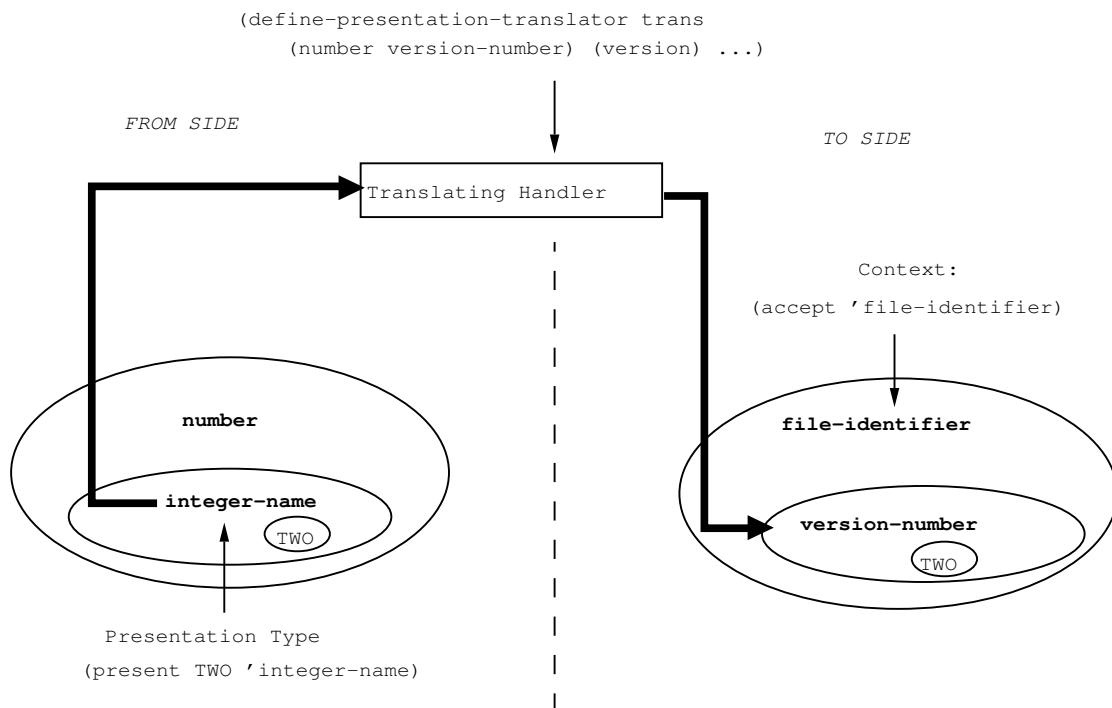 (define-presentation-translator trans
(number version-number) (version) ...)
FROM SIDE
TO SIDE
Translating Handler
Context:
(accept ’file-identifier)
number
file-identifier
integer-name
version-number
TWO
TWO
Presentation Type
(present TWO ’integer-name)